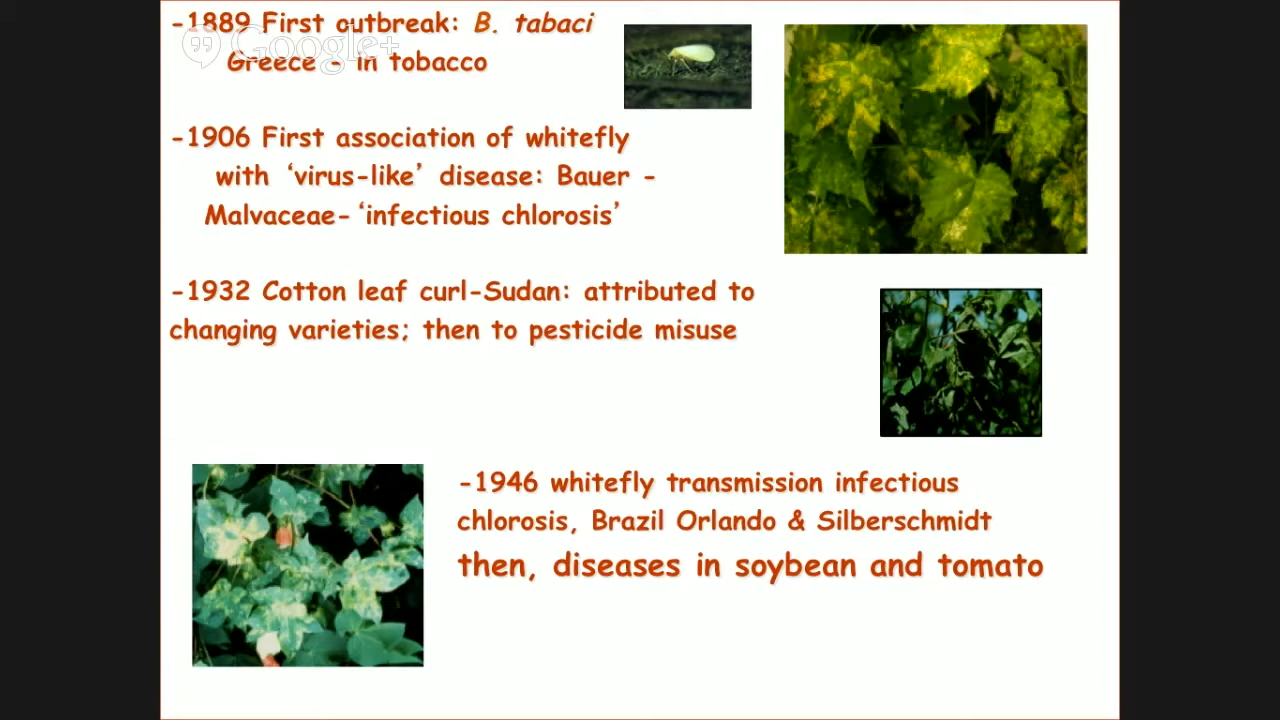 -1889 First outbreak: B. tabaci
Google+
Greece - in tobacco
-1906 First association of whitefly
with ‘virus-like’ disease: Bauer -
Malvaceae- ‘infectious chlorosis’
-1932 Cotton leaf curl-Sudan: attributed to
changing varieties; then to pesticide misuse
-1946 whitefly transmission infectious
chlorosis, Brazil Orlando & Silberschmidt
then, diseases in soybean and tomato